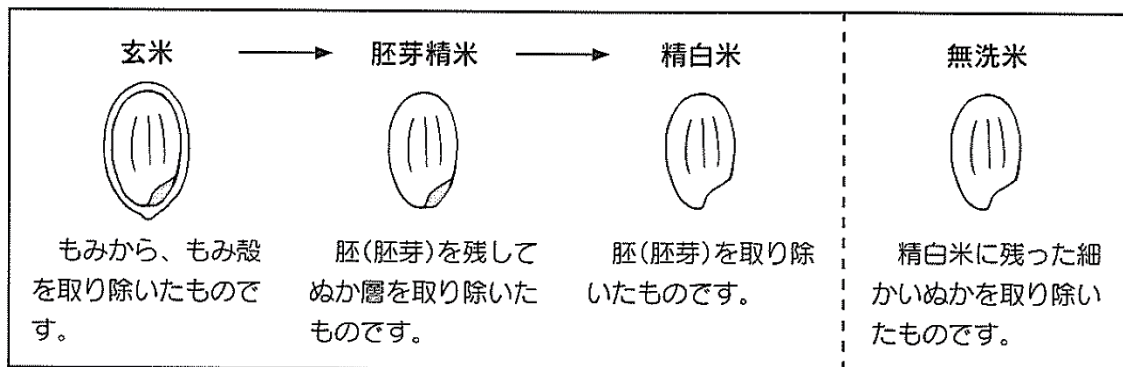 玄米 → 胚芽精米 → 精白米
無洗米
もみから、もみ殻
を取り除いたもので
す。
胚(胚芽)を残して
ぬか層を取り除いた
ものです。
胚(胚芽)を取り除
いたものです。
精白米に残った細
かいぬかを取り除い
たものです。